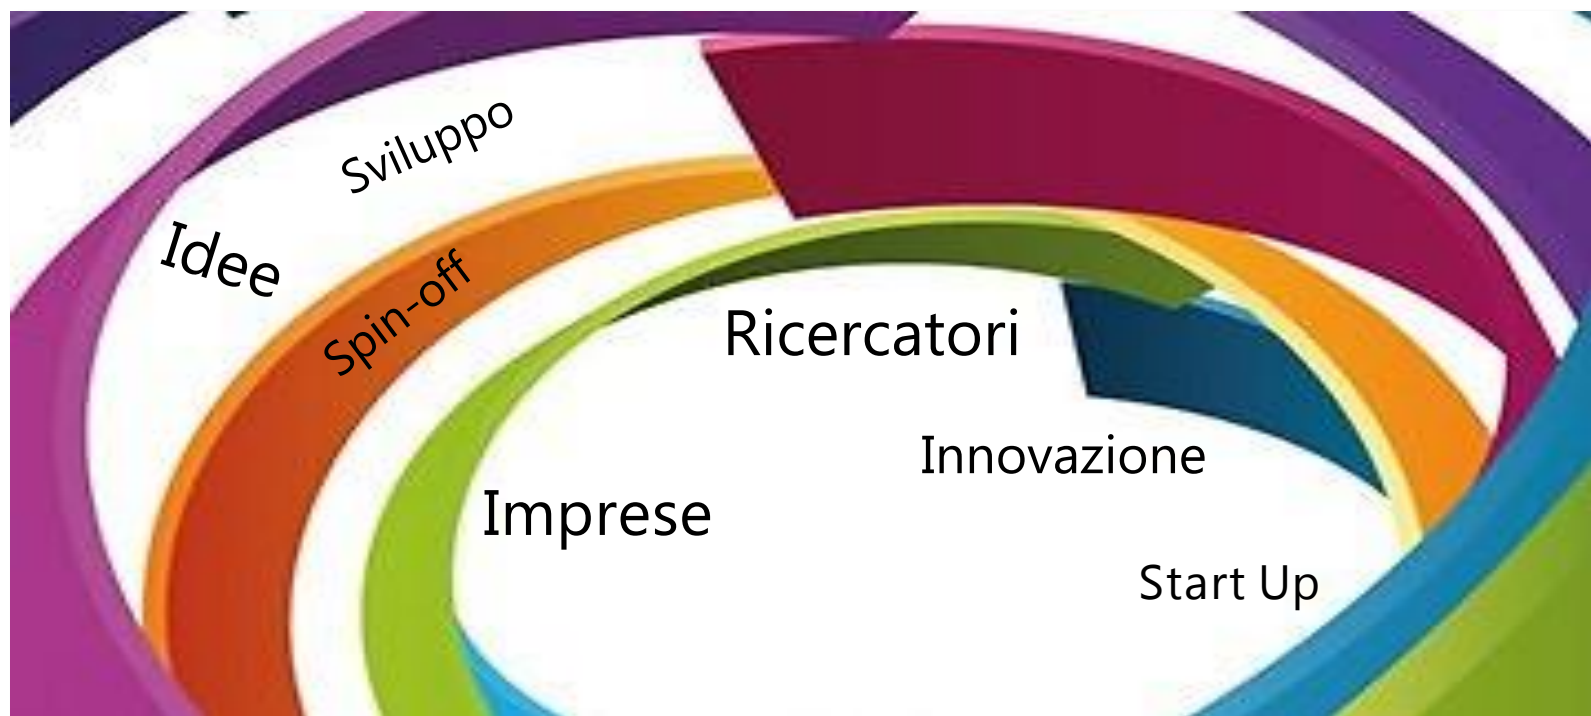 Sviluppo
Idee
Spin-off
Ricercatori
Innovazione
Imprese
Start Up